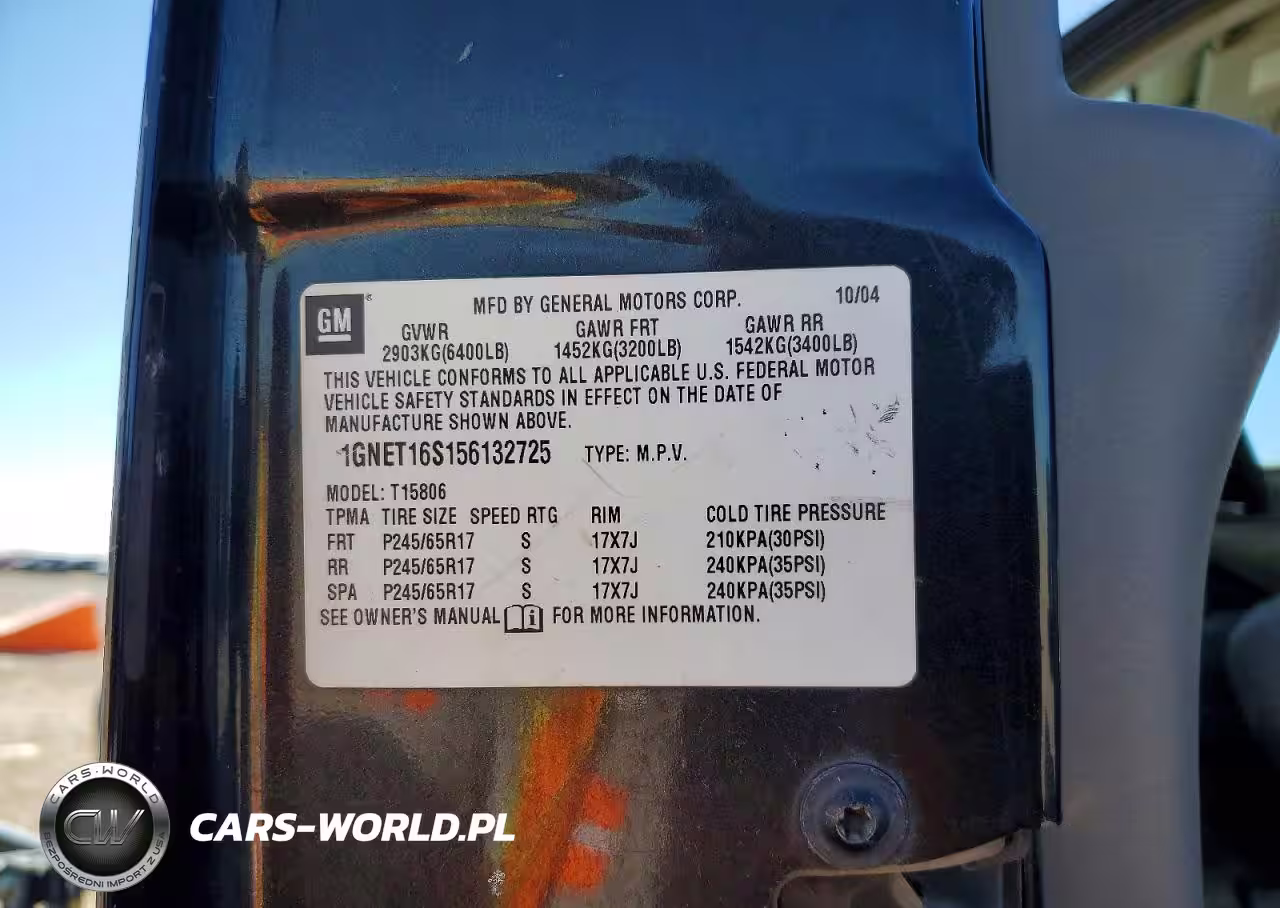 GM ®
MFD BY GENERAL MOTORS CORP. 10/04
GVWR GAWR FRT GAWR RR
2903KG(6400LB) 1452KG(3200LB) 1542KG(3400LB)
THIS VEHICLE CONFORMS TO ALL APPLICABLE U.S. FEDERAL MOTOR
VEHICLE SAFETY STANDARDS IN EFFECT ON THE DATE OF
MANUFACTURE SHOWN ABOVE.
1GNET16S156132725 TYPE: M.P.V.
MODEL: T15806
TPMA TIRE SIZE SPEED RTG RIM COLD TIRE PRESSURE
FRT P245/65R17 S 17X7J 210KPA(30PSI)
RR P245/65R17 S 17X7J 240KPA(35PSI)
SPA P245/65R17 S 17X7J 240KPA(35PSI)
SEE OWNER'S MANUAL i FOR MORE INFORMATION.
CARS-WORLD
CW
BEZPOŚREDNI IMPORT Z USA
CARS-WORLD.PL